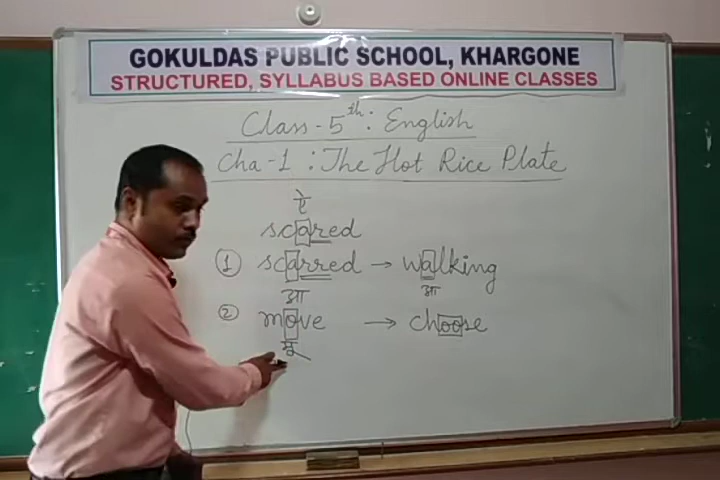 GOKULDAS PUBLIC SCHOOL, KHARGONE
STRUCTURED, SYLLABUS BASED ONLINE CLASSES
Class-5th: English
Cha-1 : The Hot Rice Plate
ऐ
scared
① scarred → walking
आ आ
② move → choose
मू